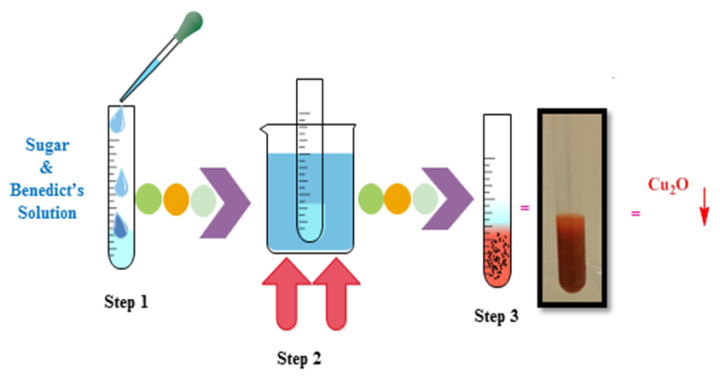 Sugar
&
Benedict's
Solution
Step 1
Step 2
Step 3
=
=
Cu₂O ↓